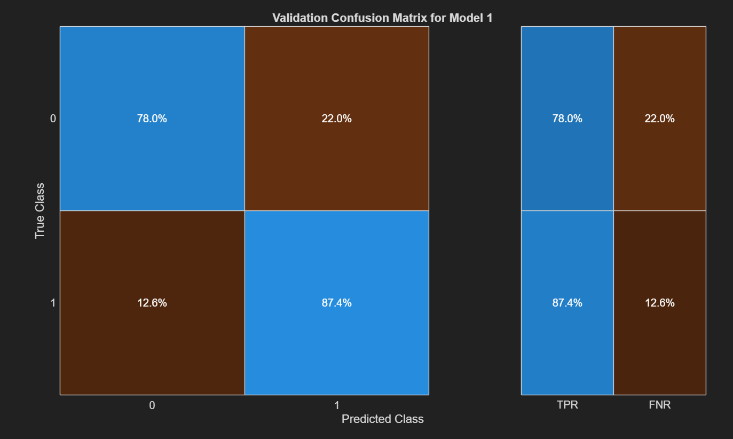 Validation Confusion Matrix for Model 1
True Class
0
78.0%
22.0%
78.0%
22.0%
1
12.6%
87.4%
87.4%
12.6%
0
1
TPR
FNR
Predicted Class